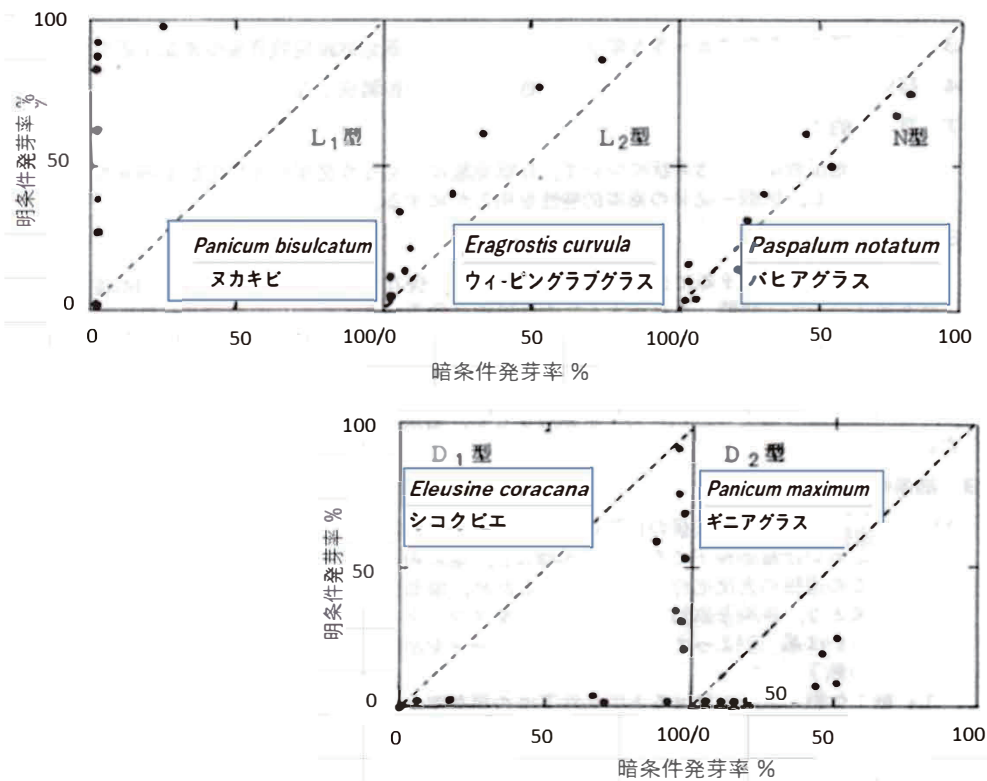 100
明条件発芽率 %
50
0
L₁型
L₂型
N型
Panicum bisulcatum
ヌカキビ
Eragrostis curvula
ウィ-ピングラブグラス
Paspalum notatum
バヒアグラス
0
50
100/0
50
100/0
50
100
暗条件発芽率 %
100
明条件発芽率 %
50
0
D₁型
D₂型
Eleusine coracana
シコクビエ
Panicum maximum
ギニアグラス
50
0
50
100/0
50
100
暗条件発芽率 %